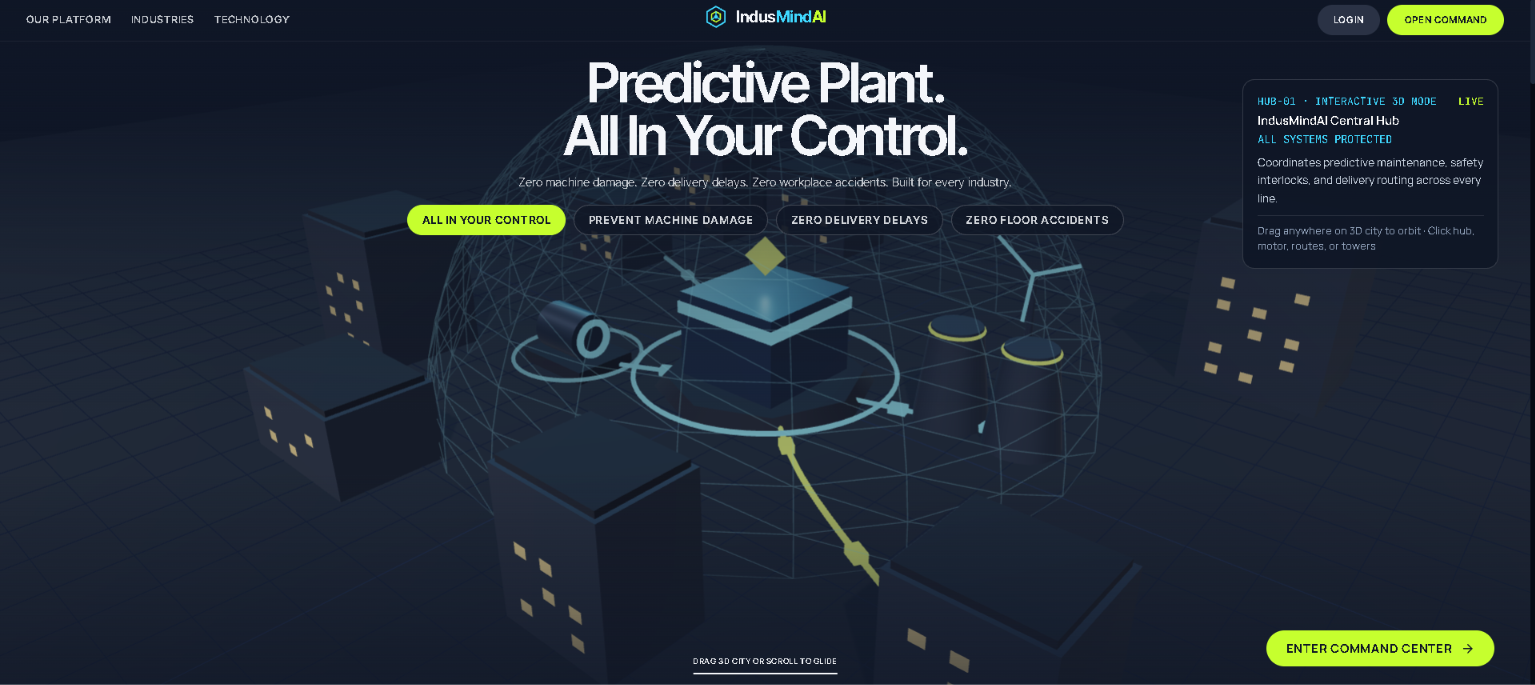 OUR PLATFORM
INDUSTRIES
TECHNOLOGY
IndusMindAI
LOGIN
OPEN COMMAND
Predictive Plant.
All In Your Control.
Zero machine damage. Zero delivery delays. Zero workplace accidents. Built for every industry.
ALL IN YOUR CONTROL
PREVENT MACHINE DAMAGE
ZERO DELIVERY DELAYS
ZERO FLOOR ACCIDENTS
HUB-01 · INTERACTIVE 3D MODE LIVE
IndusMindAI Central Hub
ALL SYSTEMS PROTECTED
Coordinates predictive maintenance, safety
interlocks, and delivery routing across every
line.
Drag anywhere on 3D city to orbit · Click hub,
motor, routes, or towers
DRAG 3D CITY OR SCROLL TO GLIDE
ENTER COMMAND CENTER →